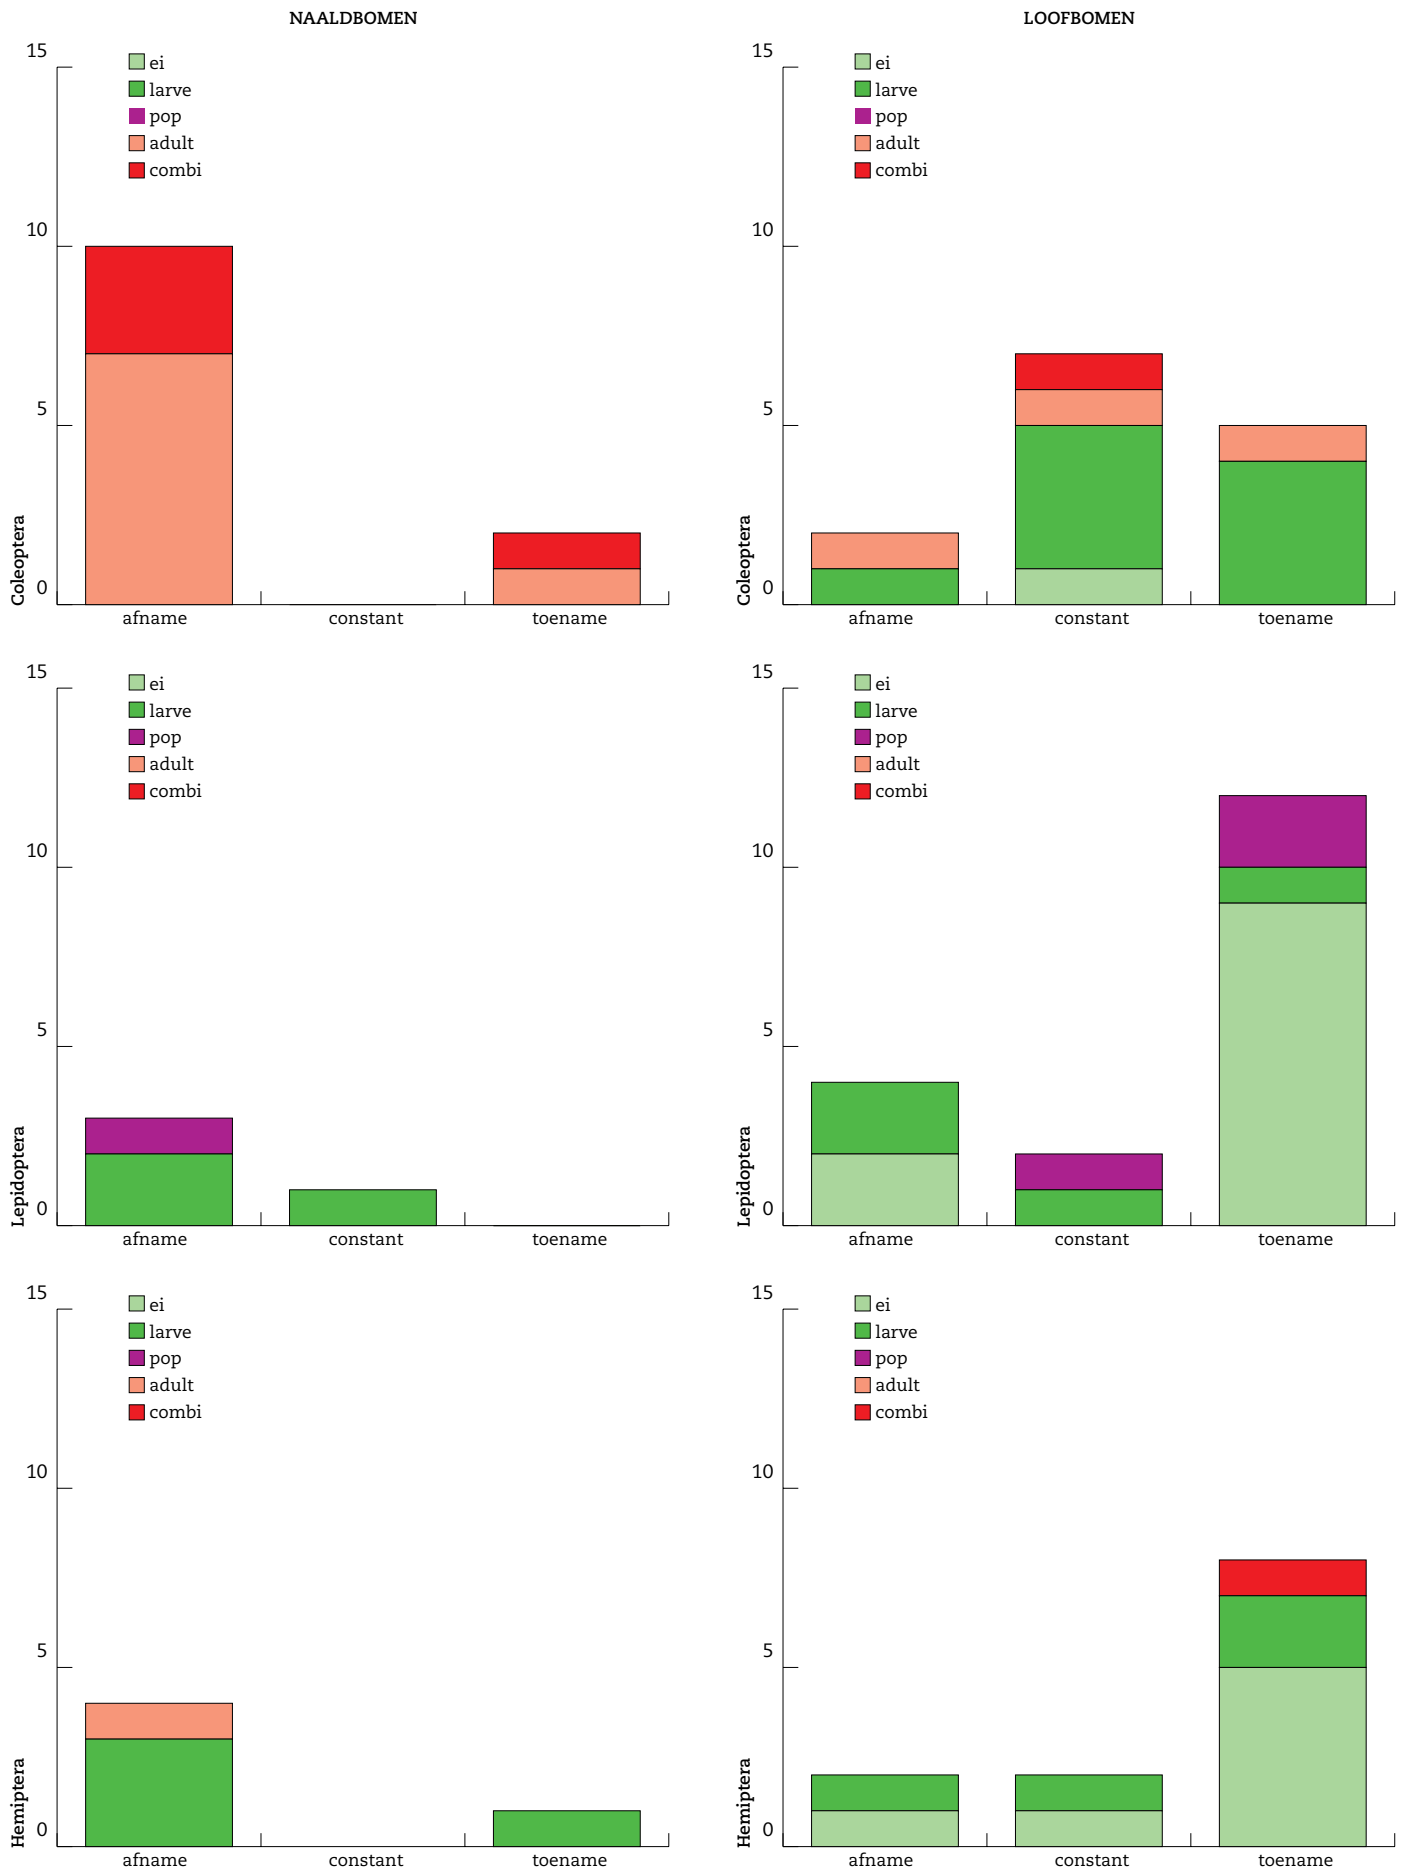 NAALDBOMEN
LOOFBOMEN
15
ei
larve
pop
adult
combi
10
5
0
Coleoptera
afname constant toename
15
ei
larve
pop
adult
combi
10
5
0
Coleoptera
afname constant toename
15
ei
larve
pop
adult
combi
10
5
0
Lepidoptera
afname constant toename
15
ei
larve
pop
adult
combi
10
5
0
Lepidoptera
afname constant toename
15
ei
larve
pop
adult
combi
10
5
0
Hemiptera
afname constant toename
15
ei
larve
pop
adult
combi
10
5
0
Hemiptera
afname constant toename